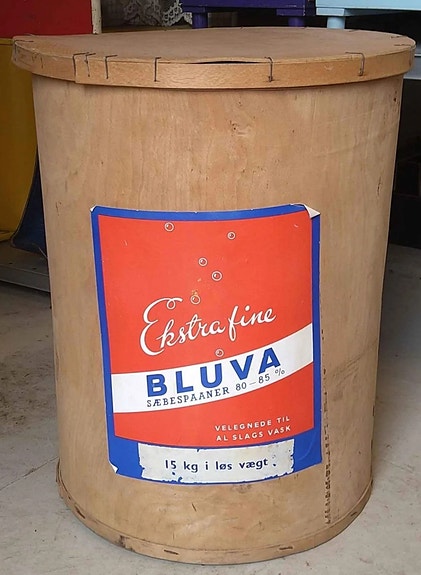 Ekstra fine
BLUVA
SÆBESPAANER 80-85 %
VELEGNEDE TIL
AL SLAGS VASK
15 kg i løs vægt